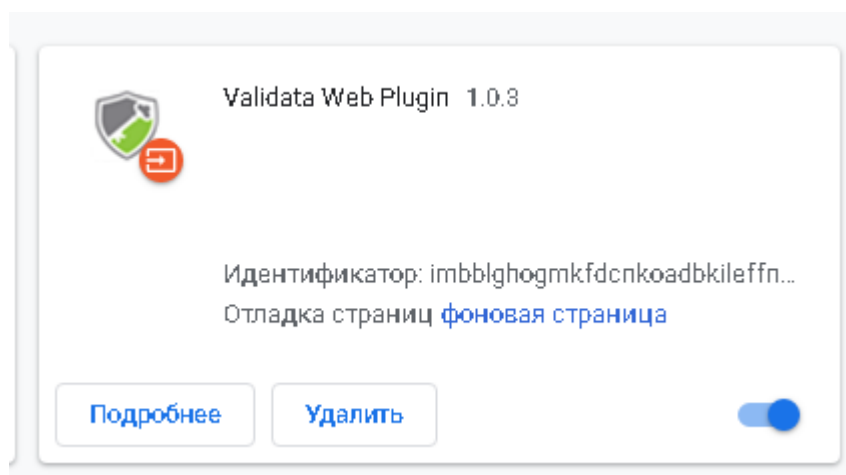 Validata Web Plugin 1.0.3
Идентификатор: imbblghogmkfdcnkoadbkileffn...
Отладка страниц фоновая страница
Подробнее Удалить